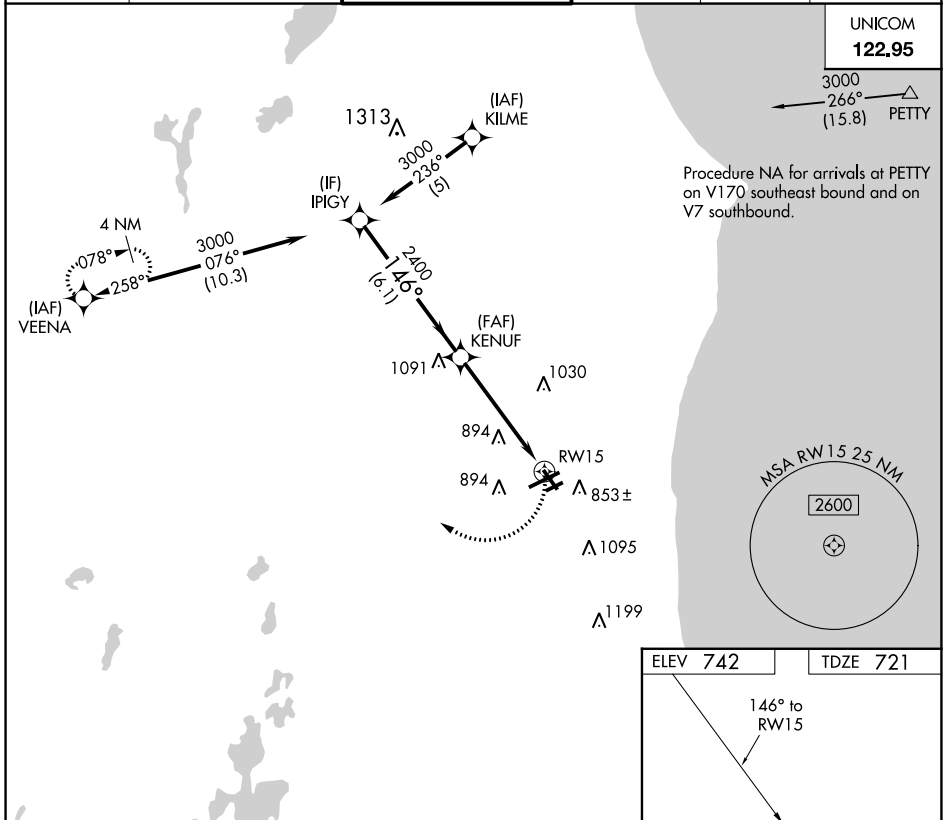 UNICOM
122.95
3000
266°
(15.8)
PETTY
Procedure NA for arrivals at PETTY
on V170 southeast bound and on
V7 southbound.
(IAF)
KILME
1313
3000
236°
(5)
(IF)
IPIGY
4 NM
078°
258°
3000
076°
(10.3)
(IAF)
VEENA
2400
146°
(6.1)
(FAF)
KENUF
1091
1030
894
RW15
894
853±
1095
1199
MSA RW15 25 NM
2600
ELEV 742
TDZE 721
146° to
RW15